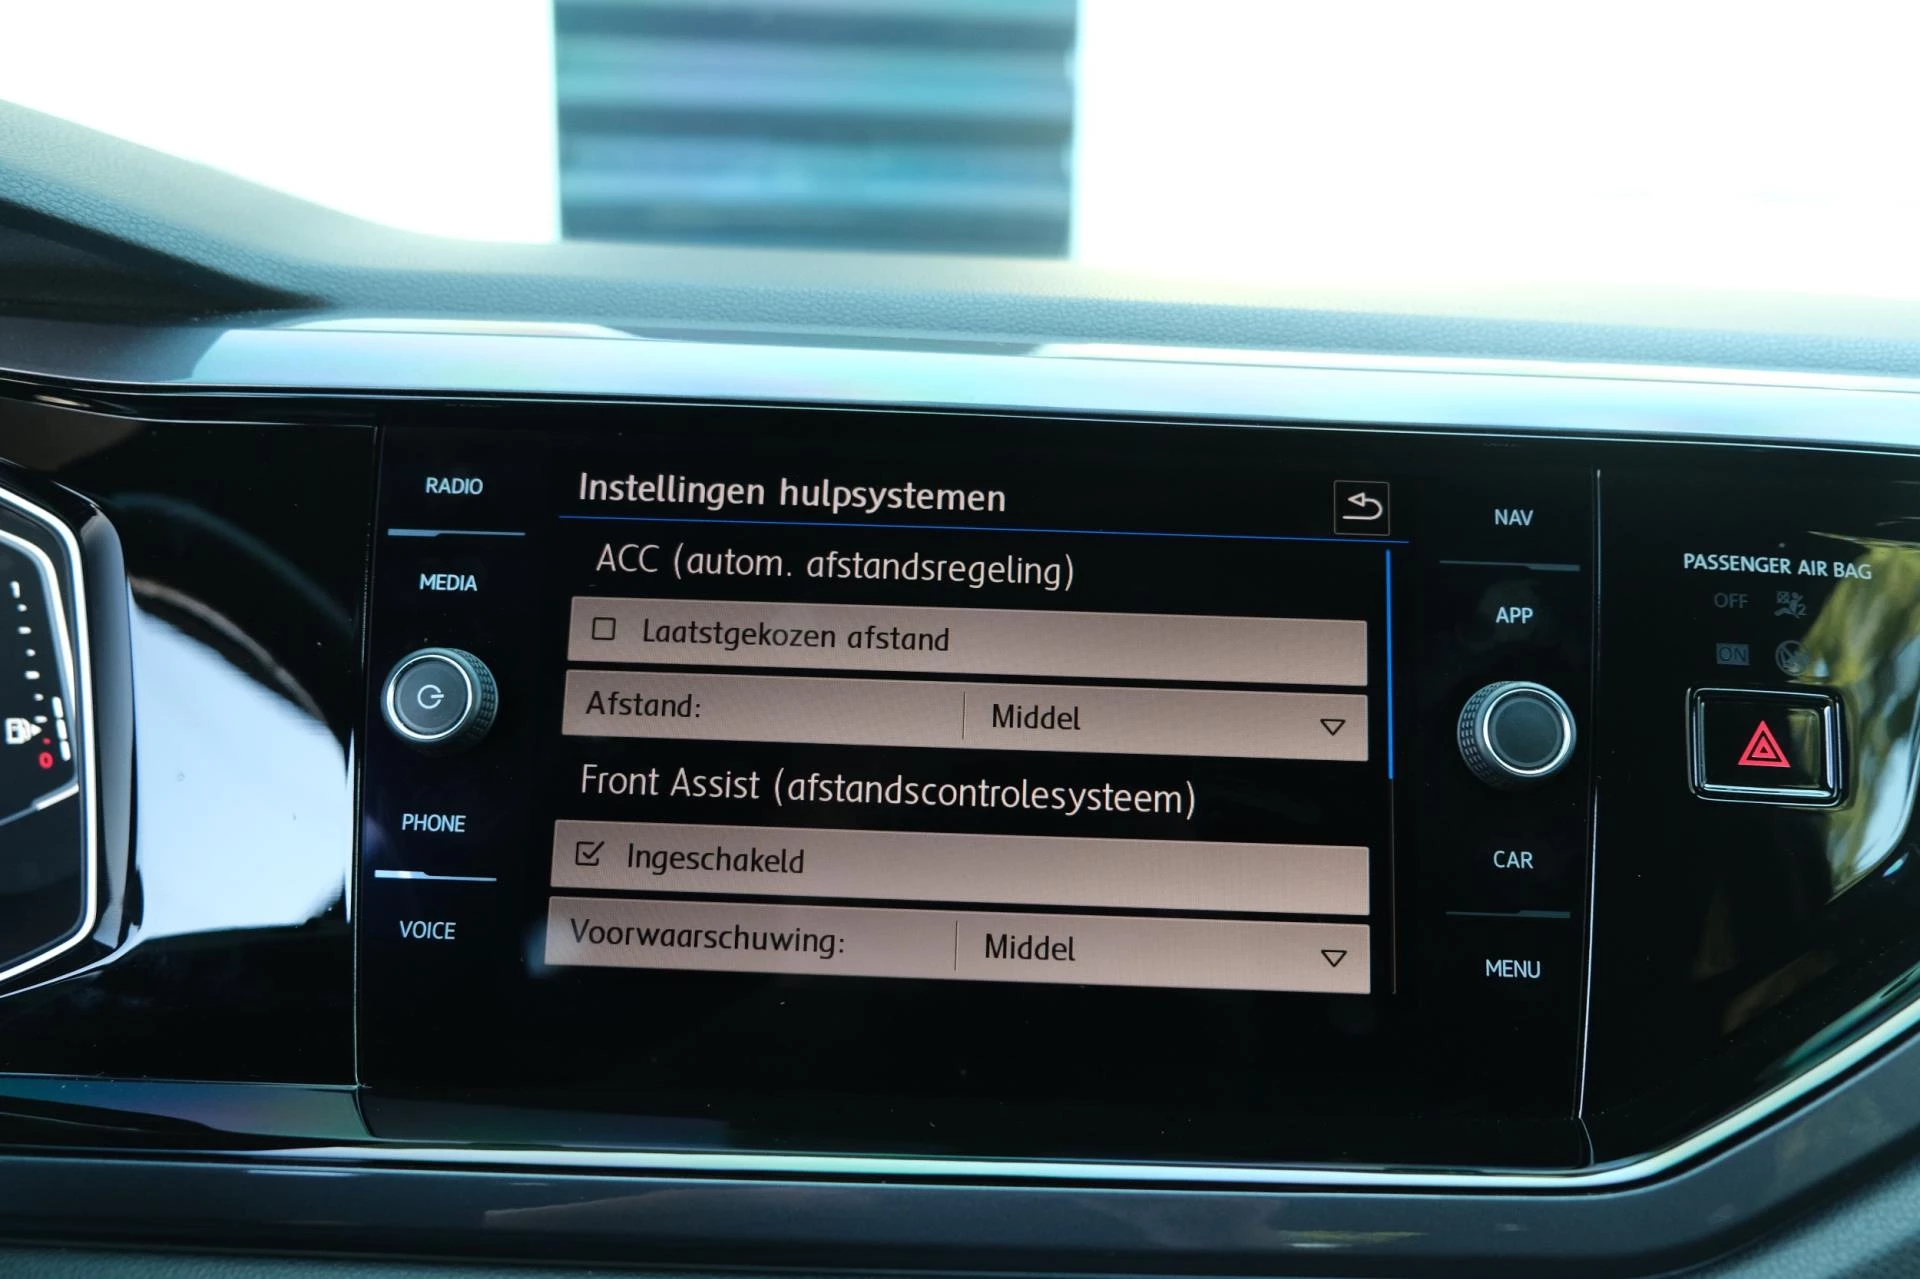 RADIO
MEDIA
PHONE
VOICE
Instellingen hulpsystemen
ACC (autom. afstandsregeling)
Laatstgekozen afstand
Afstand: Middel
Front Assist (afstandscontrolesysteem)
Ingeschakeld
Voorwaarschuwing: Middel
NAV
APP
CAR
MENU
PASSENGER AIR BAG
OFF
ON
0